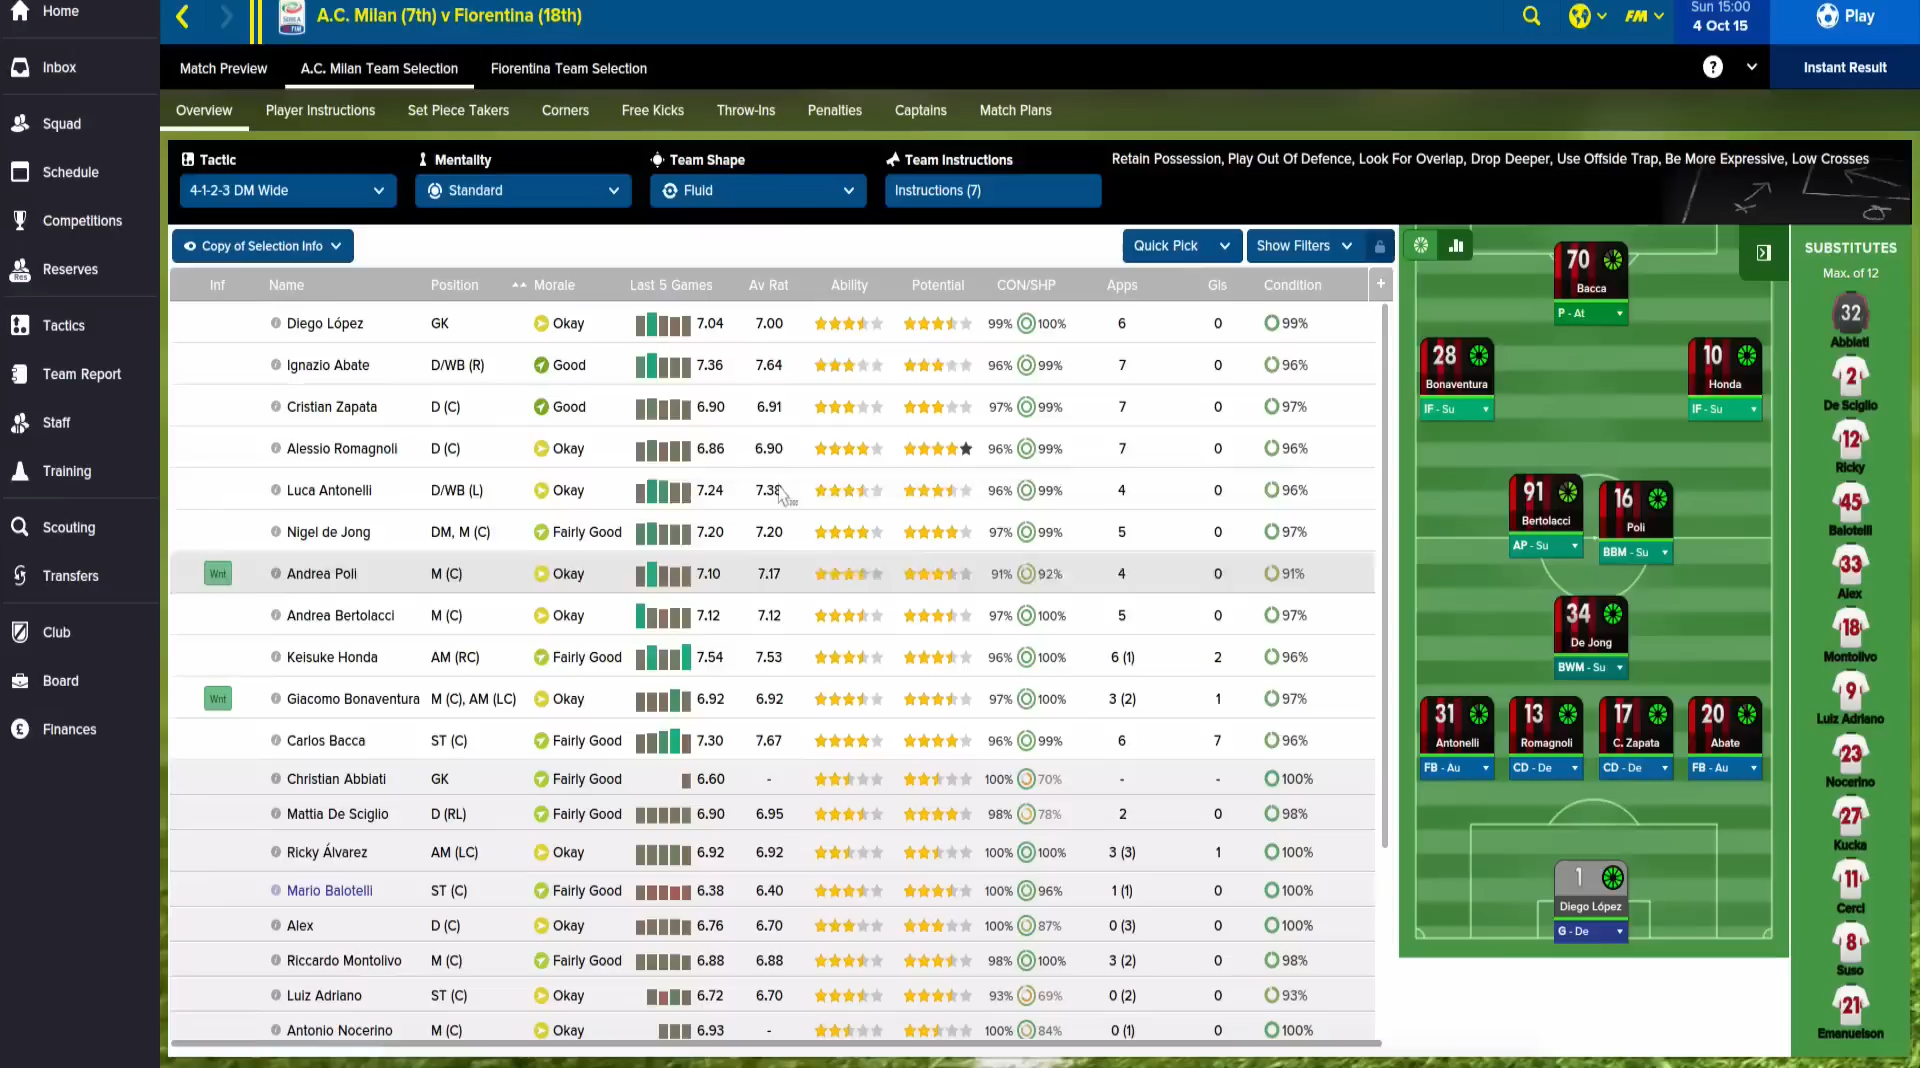 Home
Inbox
Squad
Schedule
Competitions
Reserves
Tactics
Team Report
Staff
Training
Scouting
Transfers
Club
Board
Finances
A.C. Milan (7th) v Fiorentina (18th)
FM
Sun 15:00
4 Oct 15
Play
Match Preview A.C. Milan Team Selection Fiorentina Team Selection
? Instant Result
Overview Player Instructions Set Piece Takers Corners Free Kicks Throw-Ins Penalties Captains Match Plans
Tactic Mentality Team Shape Team Instructions
4-1-2-3 DM Wide Standard Fluid Instructions (7)
Retain Possession, Play Out Of Defence, Look For Overlap, Drop Deeper, Use Offside Trap, Be More Expressive, Low Crosses
Copy of Selection Info Quick Pick Show Filters
Inf Name Position Morale Last 5 Games Av Rat Ability Potential CON/SHP Apps Gls Condition +
Diego López GK Okay 7.04 7.00 99% 100% 6 0 99%
Ignazio Abate D/WB (R) Good 7.36 7.64 96% 99% 7 0 96%
Cristian Zapata D (C) Good 6.90 6.91 97% 99% 7 0 97%
Alessio Romagnoli D (C) Okay 6.86 6.90 96% 99% 7 0 96%
Luca Antonelli D/WB (L) Okay 7.24 7.38 96% 99% 4 0 96%
Nigel de Jong DM, M (C) Fairly Good 7.20 7.20 97% 99% 5 0 97%
Wnt Andrea Poli M (C) Okay 7.10 7.17 91% 92% 4 0 91%
Andrea Bertolacci M (C) Okay 7.12 7.12 97% 100% 5 0 97%
Keisuke Honda AM (RC) Fairly Good 7.54 7.53 96% 100% 6 (1) 2 96%
Wnt Giacomo Bonaventura M (C), AM (LC) Okay 6.92 6.92 97% 100% 3 (2) 1 97%
Carlos Bacca ST (C) Fairly Good 7.30 7.67 96% 99% 6 7 96%
Christian Abbiati GK Fairly Good 6.60 - 100% 70% - - 100%
Mattia De Sciglio D (RL) Fairly Good 6.90 6.95 98% 78% 2 0 98%
Ricky Álvarez AM (LC) Okay 6.92 6.92 100% 100% 3 (3) 1 100%
Mario Balotelli ST (C) Fairly Good 6.38 6.40 100% 96% 1 (1) 0 100%
Alex D (C) Okay 6.76 6.70 100% 87% 0 (3) 0 100%
Riccardo Montolivo M (C) Fairly Good 6.88 6.88 98% 100% 3 (2) 0 98%
Luiz Adriano ST (C) Okay 6.72 6.70 93% 69% 0 (2) 0 93%
Antonio Nocerino M (C) Okay 6.93 - 100% 84% 0 (1) 0 100%
70
Bacca
P - At
28 10
Bonaventura Honda
IF - Su IF - Su
91 16
Bertolacci Poli
AP - Su BBM - Su
34
De Jong
BWM - Su
31 13 17 20
Antonelli Romagnoli C. Zapata Abate
FB - Au CD - De CD - De FB - Au
1
Diego López
G - De
SUBSTITUTES
Max. of 12
32
Abbiati
2
De Sciglio
12
Ricky
45
Balotelli
33
Alex
18
Montolivo
9
Luiz Adriano
23
Nocerino
27
Kucka
11
Cerci
8
Suso
21
Emanuelson